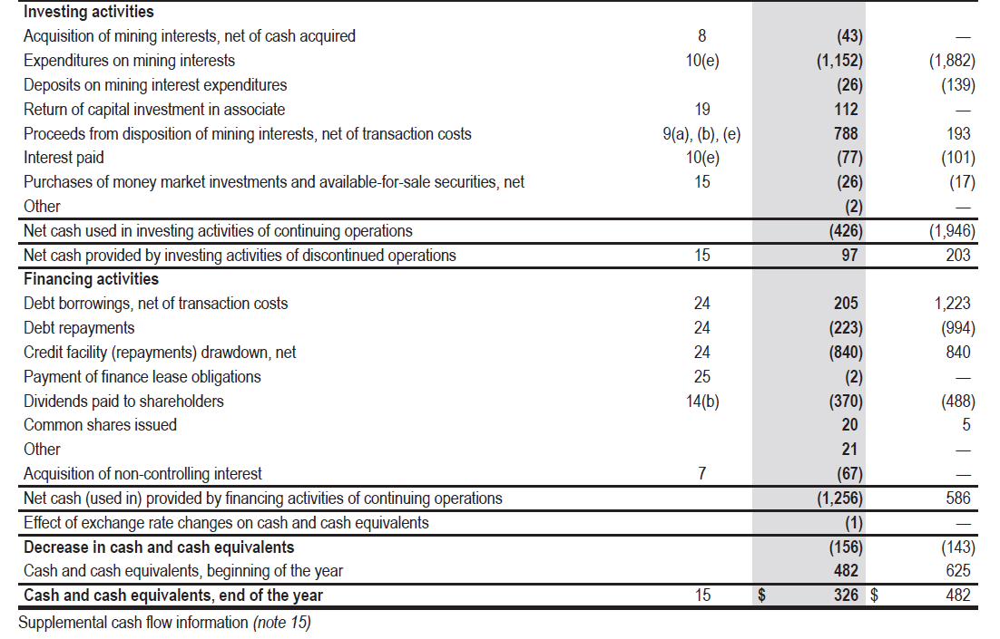 Investing activities
Acquisition of mining interests, net of cash acquired 8 (43) —
Expenditures on mining interests 10(e) (1,152) (1,882)
Deposits on mining interest expenditures (26) (139)
Return of capital investment in associate 19 112 —
Proceeds from disposition of mining interests, net of transaction costs 9(a), (b), (e) 788 193
Interest paid 10(e) (77) (101)
Purchases of money market investments and available-for-sale securities, net 15 (26) (17)
Other (2) —
Net cash used in investing activities of continuing operations (426) (1,946)
Net cash provided by investing activities of discontinued operations 15 97 203
Financing activities
Debt borrowings, net of transaction costs 24 205 1,223
Debt repayments 24 (223) (994)
Credit facility (repayments) drawdown, net 24 (840) 840
Payment of finance lease obligations 25 (2) —
Dividends paid to shareholders 14(b) (370) (488)
Common shares issued 20 5
Other 21 —
Acquisition of non-controlling interest 7 (67) —
Net cash (used in) provided by financing activities of continuing operations (1,256) 586
Effect of exchange rate changes on cash and cash equivalents (1) —
Decrease in cash and cash equivalents (156) (143)
Cash and cash equivalents, beginning of the year 482 625
Cash and cash equivalents, end of the year 15 $ 326 $ 482
Supplemental cash flow information (note 15)